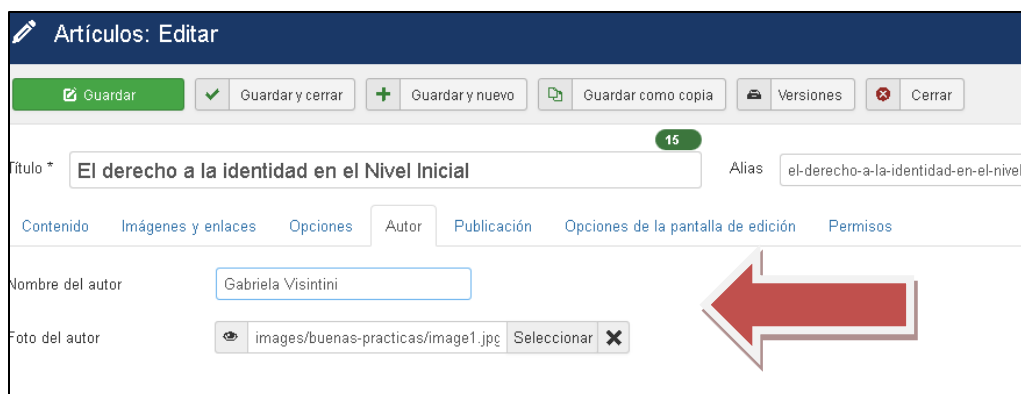 Artículos: Editar
Guardar Guardar y cerrar Guardar y nuevo Guardar como copia Versiones Cerrar
15
Título * El derecho a la identidad en el Nivel Inicial Alias el-derecho-a-la-identidad-en-el-nivel
Contenido Imágenes y enlaces Opciones Autor Publicación Opciones de la pantalla de edición Permisos
Nombre del autor Gabriela Visintini
Foto del autor images/buenas-practicas/image1.jpg Seleccionar